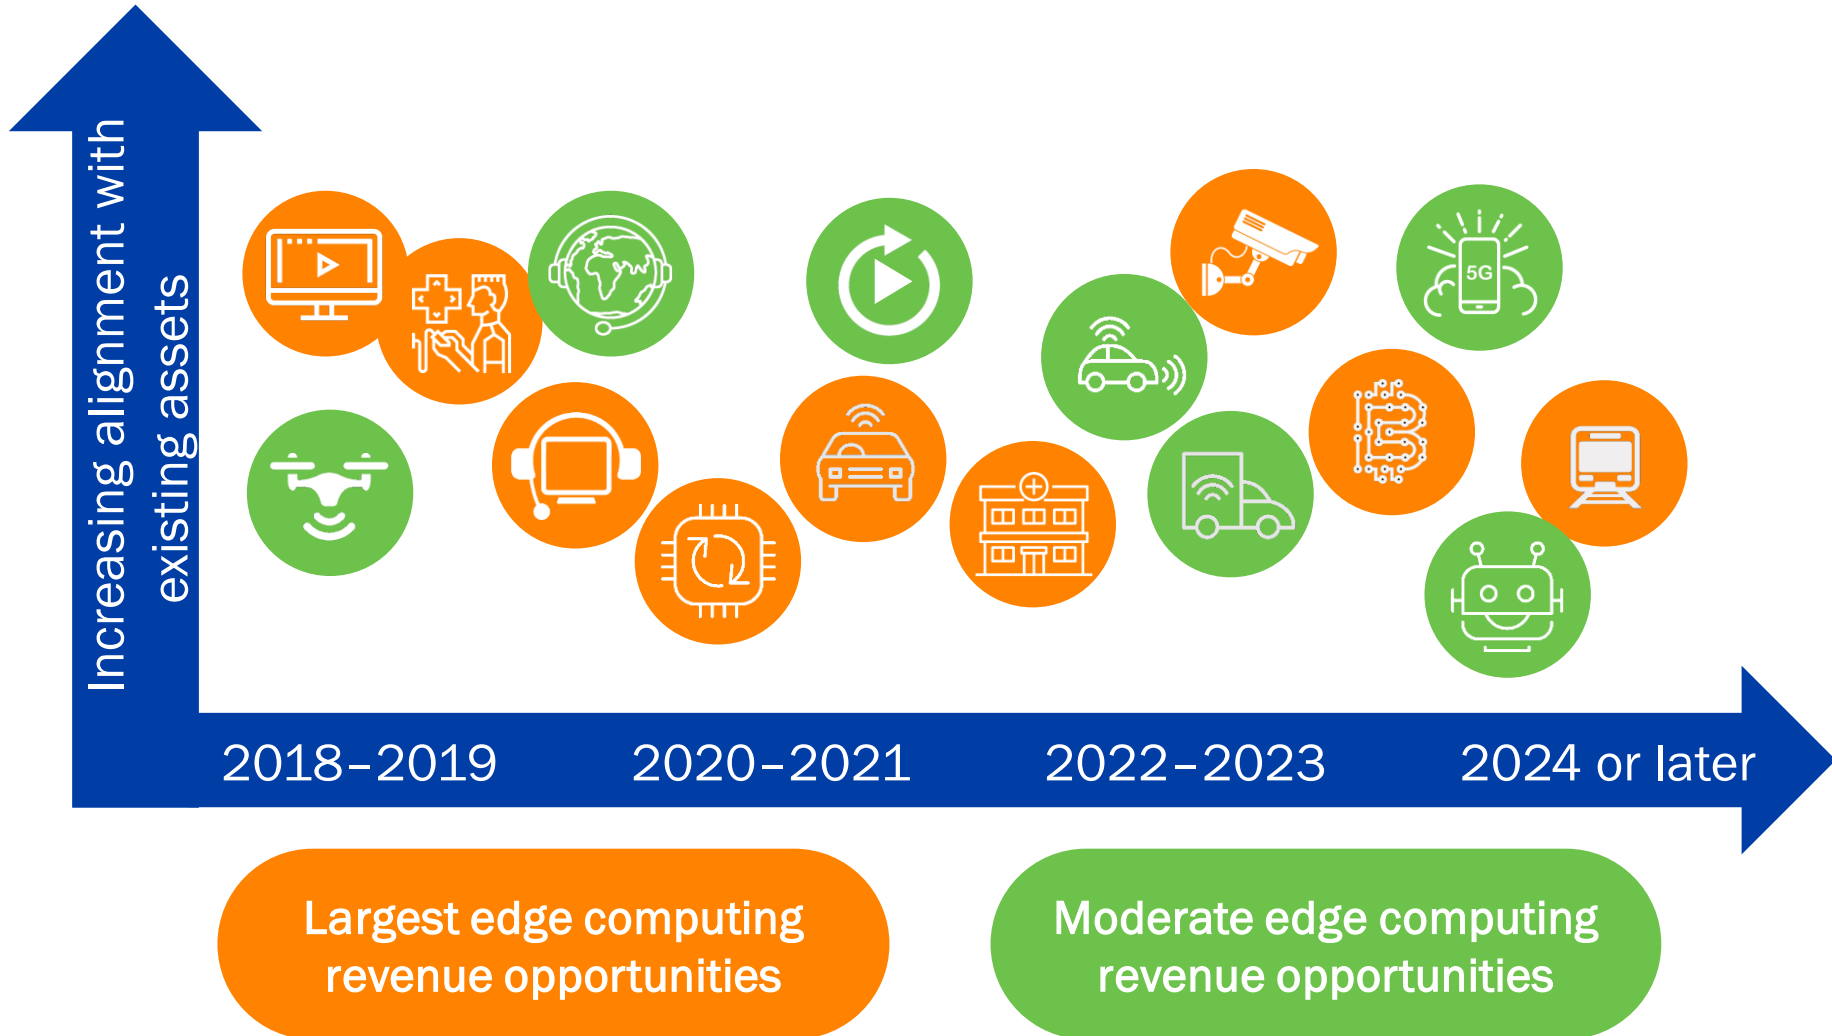 Increasing alignment with
existing assets
5G
2018–2019
2020–2021
2022–2023
2024 or later
Largest edge computing
revenue opportunities
Moderate edge computing
revenue opportunities